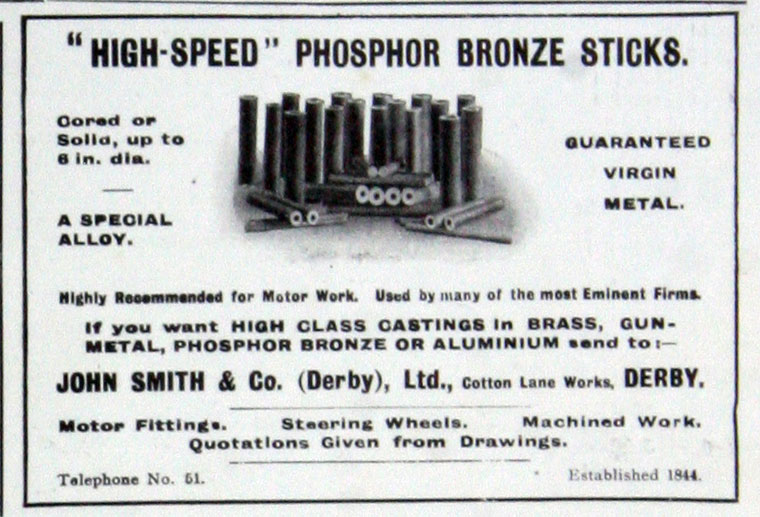 "HIGH-SPEED" PHOSPHOR BRONZE STICKS.
Cored or
Solid, up to
6 in. dia.
A SPECIAL
ALLOY.
GUARANTEED
VIRGIN
METAL.
Highly Recommended for Motor Work. Used by many of the most Eminent Firms.
If you want HIGH CLASS CASTINGS in BRASS, GUN-
METAL, PHOSPHOR BRONZE OR ALUMINIUM send to:—
JOHN SMITH & Co. (Derby), Ltd., Cotton Lane Works, DERBY.
Motor Fittings. Steering Wheels. Machined Work.
Quotations Given from Drawings.
Telephone No. 51. Established 1844.